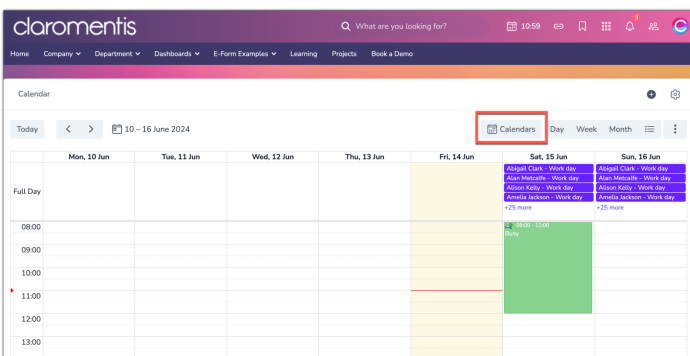 claromentis
What are you looking for?
10:59
3
Home Company Department Dashboards E-Form Examples Learning Projects Book a Demo
Calendar
Today 10 – 16 June 2024 Calendars Day Week Month
Mon, 10 Jun Tue, 11 Jun Wed, 12 Jun Thu, 13 Jun Fri, 14 Jun Sat, 15 Jun Sun, 16 Jun
Full Day
Abigail Clark - Work day Abigail Clark - Work day
Alan Metcalfe - Work day Alan Metcalfe - Work day
Alison Kelly - Work day Alison Kelly - Work day
Amelia Jackson - Work day Amelia Jackson - Work day
+25 more +25 more
08:00 08:00 - 12:00
Busy
09:00
10:00
11:00
12:00
13:00